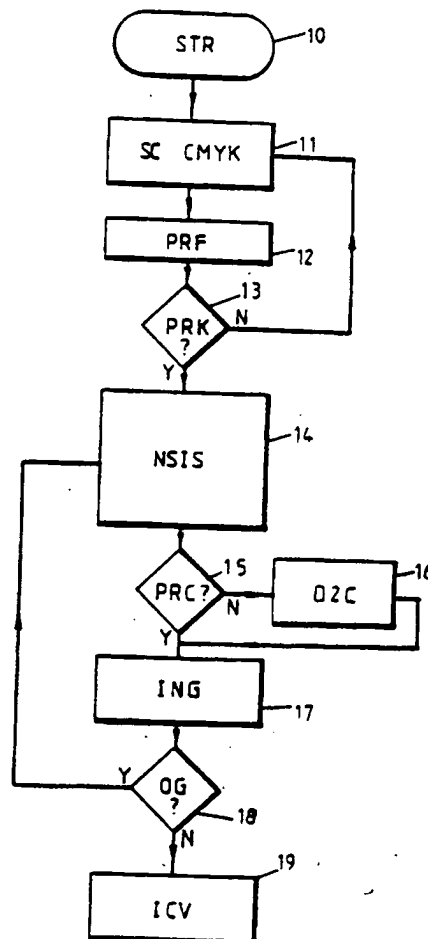 STR
10
SC CMYK
11
PRF
12
13
PRK
?
N
Y
NSIS
14
15
PRC?
N
Y
D2C
16
ING
17
Y
OG
?
18
N
19
ICV